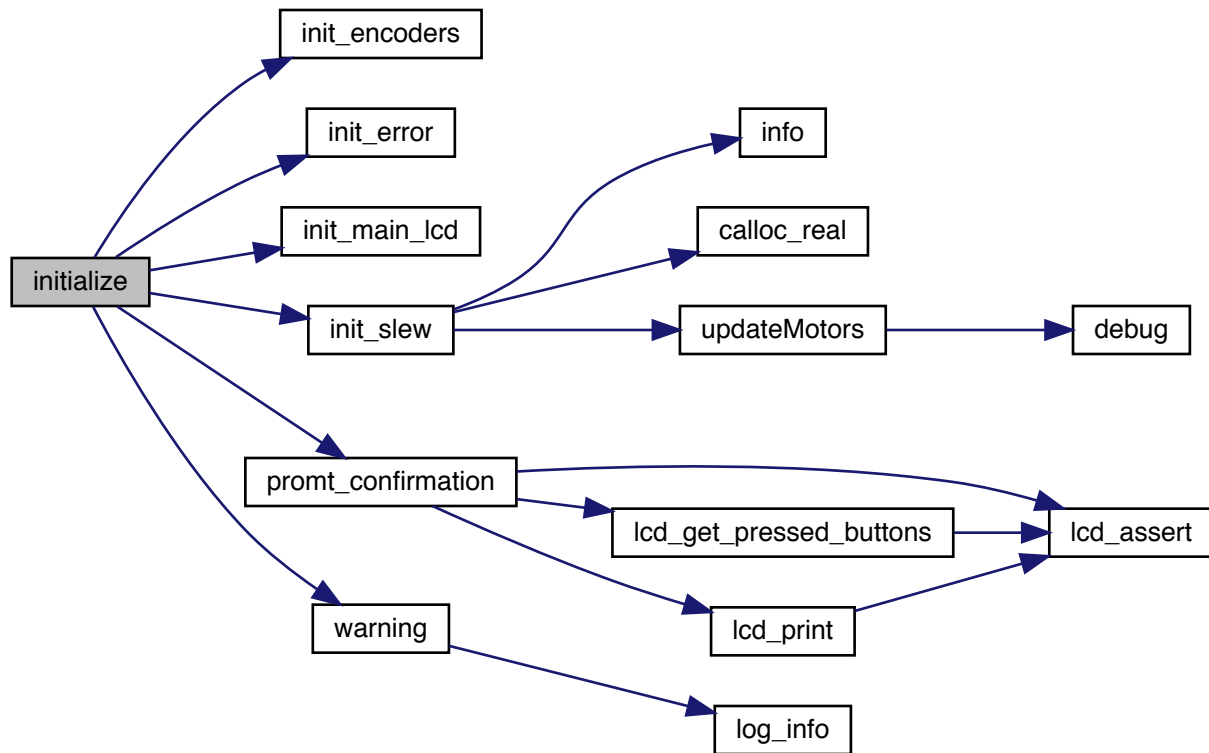 init_encoders
init_error
info
init_main_lcd
calloc_real
initialize
init_slew
updateMotors
debug
promt_confirmation
lcd_get_pressed_buttons
lcd_assert
warning
lcd_print
log_info